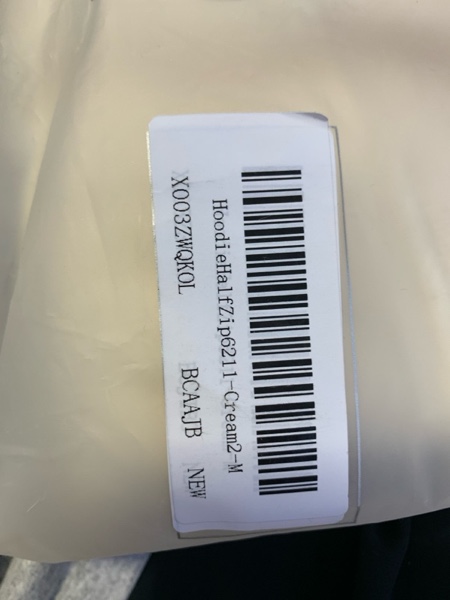 HoodieHalfZip6211-Cream2-M
X003ZWQKOL
BCAAJB NEW